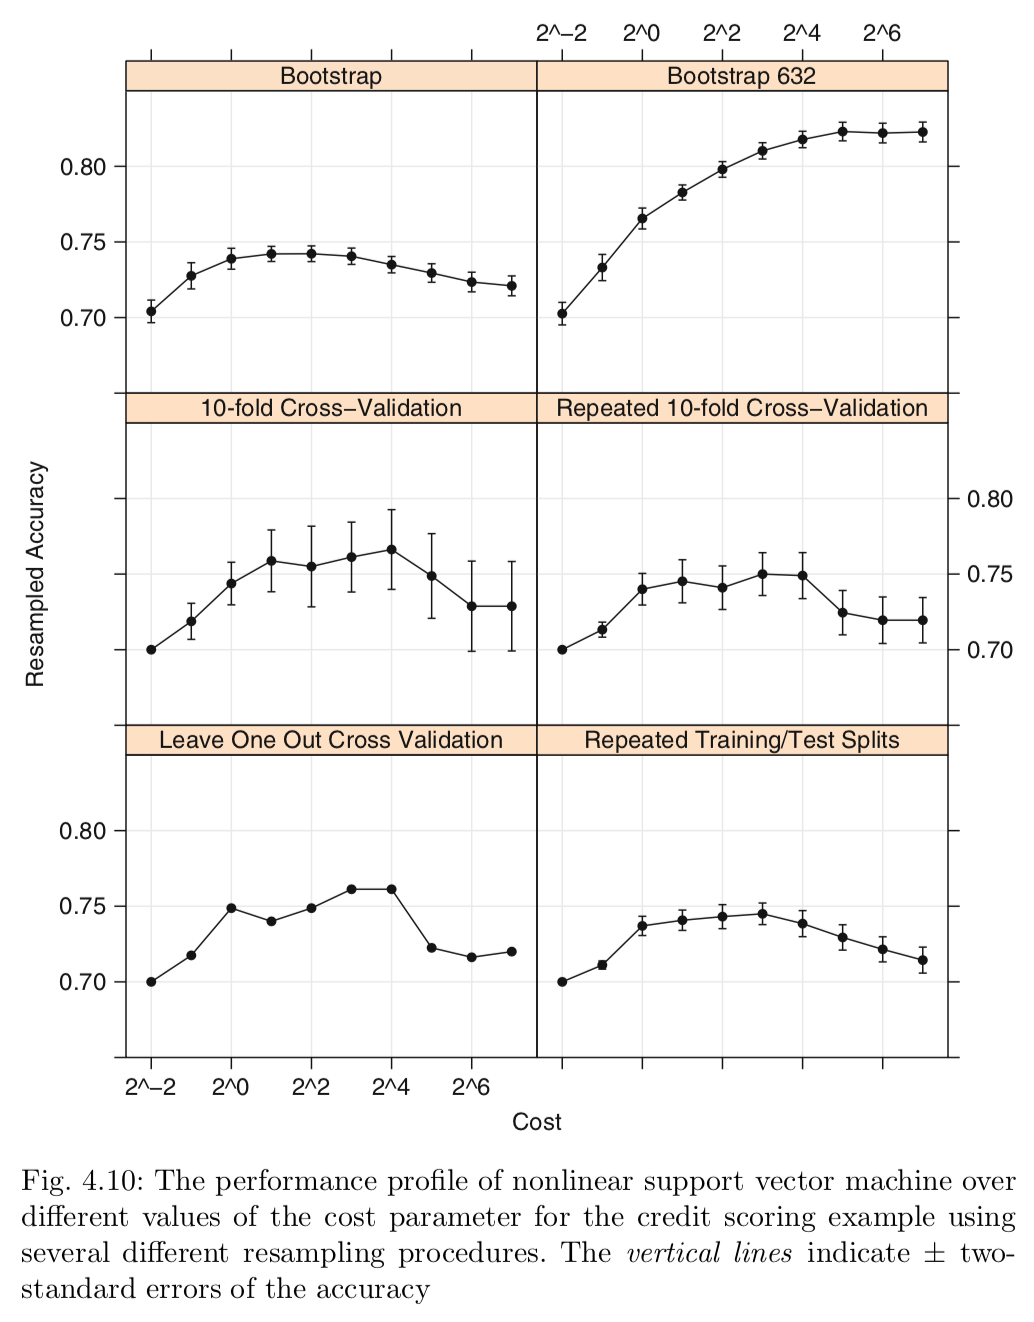 2^−2 2^0 2^2 2^4 2^6
Bootstrap Bootstrap 632
0.80
0.75
0.70
10-fold Cross−Validation Repeated 10-fold Cross−Validation
Resampled Accuracy
0.80
0.75
0.70
Leave One Out Cross Validation Repeated Training/Test Splits
0.80
0.75
0.70
2^−2 2^0 2^2 2^4 2^6
Cost
Fig. 4.10: The performance profile of nonlinear support vector machine over
different values of the cost parameter for the credit scoring example using
several different resampling procedures. The vertical lines indicate ± two-
standard errors of the accuracy